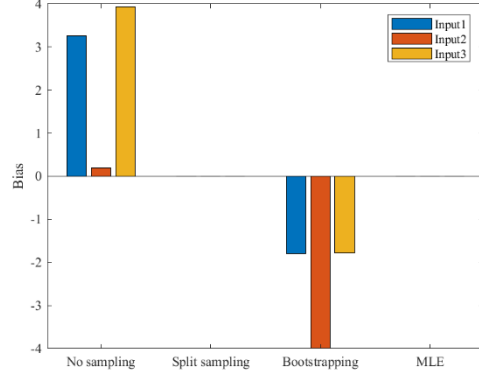 4
3
2
1
0
-1
-2
-3
-4
Bias
Input1
Input2
Input3
No sampling
Split sampling
Bootstrapping
MLE